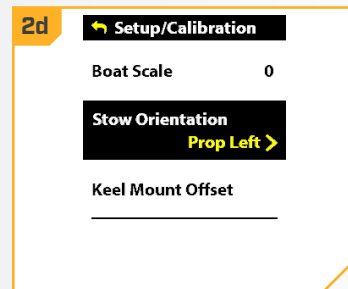 2d
Setup/Calibration
Boat Scale 0
Stow Orientation
Prop Left >
Keel Mount Offset